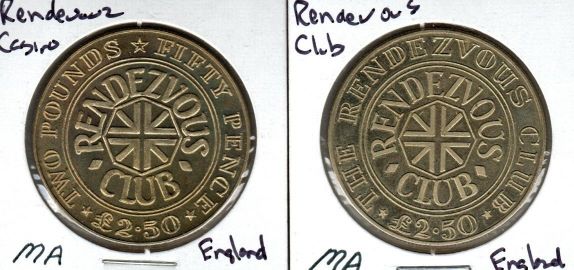 Rendezvouz
Casino
TWO POUNDS ★ FIFTY PENCE
RENDEZVOUS
CLUB
★ £2·50 ★
MA
England
Rendezvous
Club
THE RENDEZVOUS CLUB
RENDEZVOUS
CLUB
★ £2·50 ★
MA
England